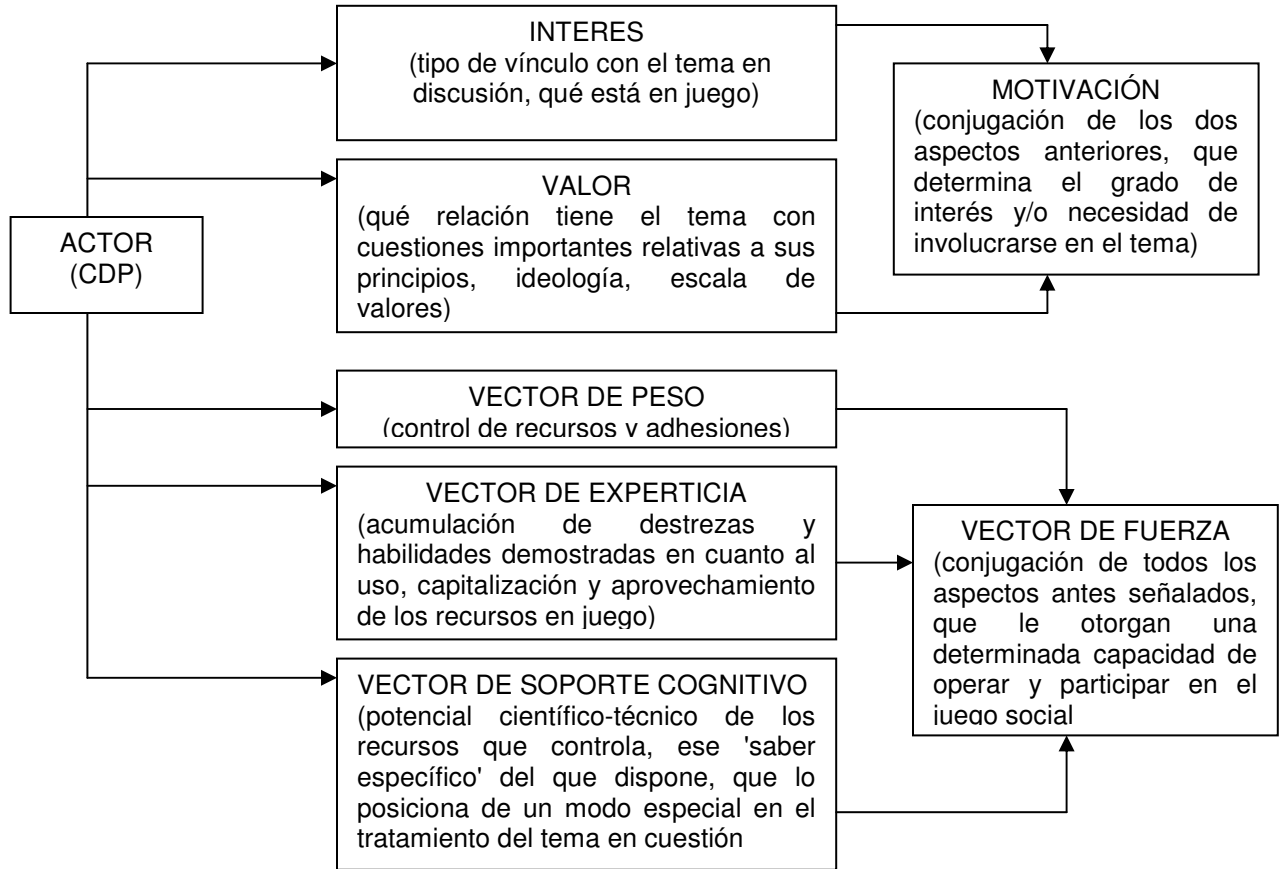 INTERES
(tipo de vínculo con el tema en
discusión, qué está en juego)
MOTIVACIÓN
(conjugación de los dos
aspectos anteriores, que
determina el grado de
interés y/o necesidad de
involucrarse en el tema)
VALOR
(qué relación tiene el tema con
cuestiones importantes relativas a sus
principios, ideología, escala de
valores)
ACTOR
(CDP)
VECTOR DE PESO
(control de recursos y adhesiones)
VECTOR DE EXPERTICIA
(acumulación de destrezas y
habilidades demostradas en cuanto al
uso, capitalización y aprovechamiento
de los recursos en juego)
VECTOR DE FUERZA
(conjugación de todos los
aspectos antes señalados,
que le otorgan una
determinada capacidad de
operar y participar en el
juego social
VECTOR DE SOPORTE COGNITIVO
(potencial científico-técnico de los
recursos que controla, ese 'saber
específico' del que dispone, que lo
posiciona de un modo especial en el
tratamiento del tema en cuestión